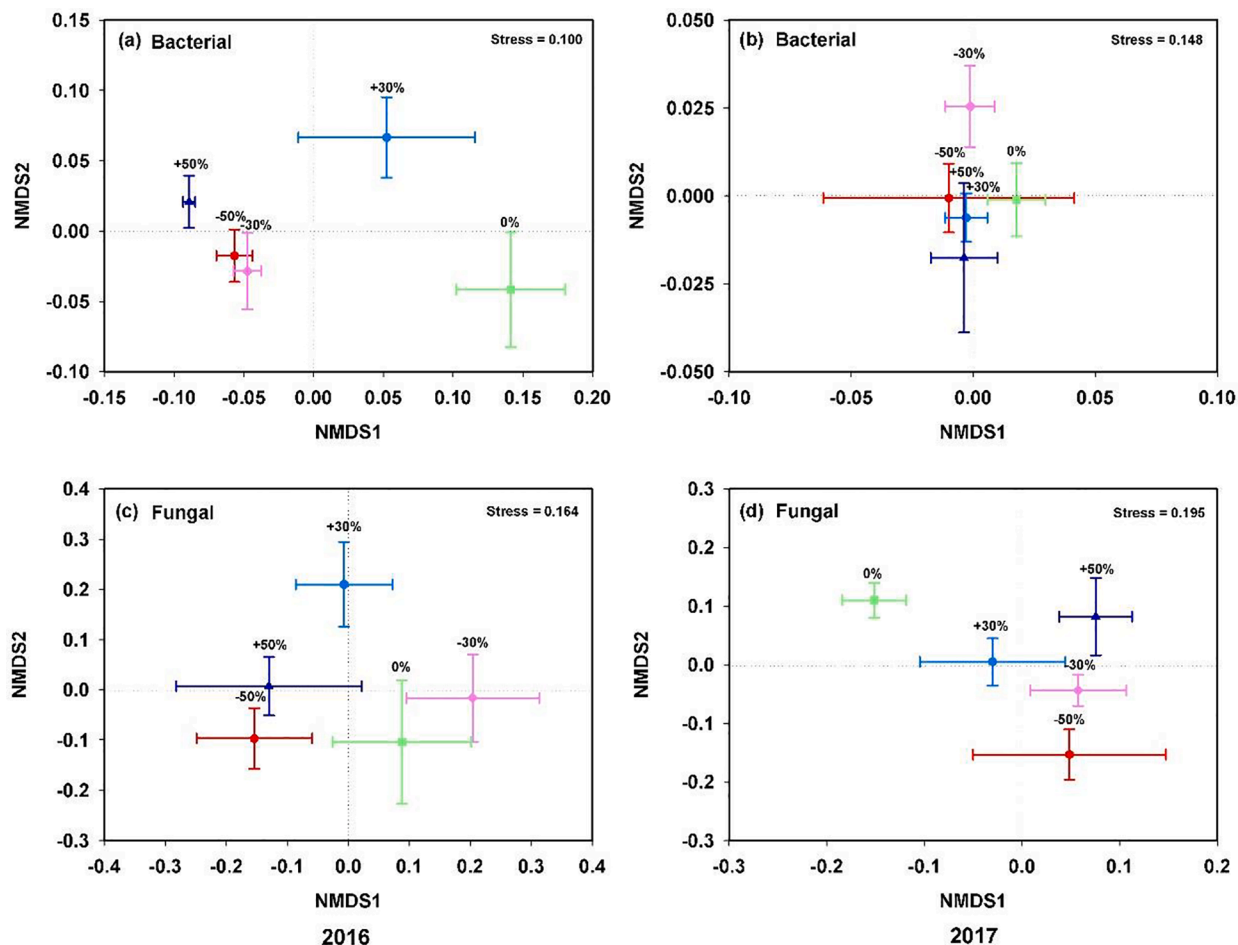 (a) Bacterial
Stress = 0.100
0.15
0.10
0.05
0.00
-0.05
-0.10
NMDS2
+30%
+50%
-50%
-30%
0%
-0.15 -0.10 -0.05 0.00 0.05 0.10 0.15 0.20
NMDS1
(b) Bacterial
Stress = 0.148
0.050
0.025
0.000
-0.025
-0.050
NMDS2
-30%
-50%
0%
+50%
+30%
-0.10 -0.05 0.00 0.05 0.10
NMDS1
(c) Fungal
Stress = 0.164
0.4
0.3
0.2
0.1
0.0
-0.1
-0.2
-0.3
NMDS2
+30%
+50%
-30%
0%
-50%
-0.4 -0.3 -0.2 -0.1 0.0 0.1 0.2 0.3 0.4
NMDS1
2016
(d) Fungal
Stress = 0.195
0.3
0.2
0.1
0.0
-0.1
-0.2
-0.3
NMDS2
0%
+50%
+30%
-30%
-50%
-0.3 -0.1 0.0 0.1 0.2
NMDS1
2017